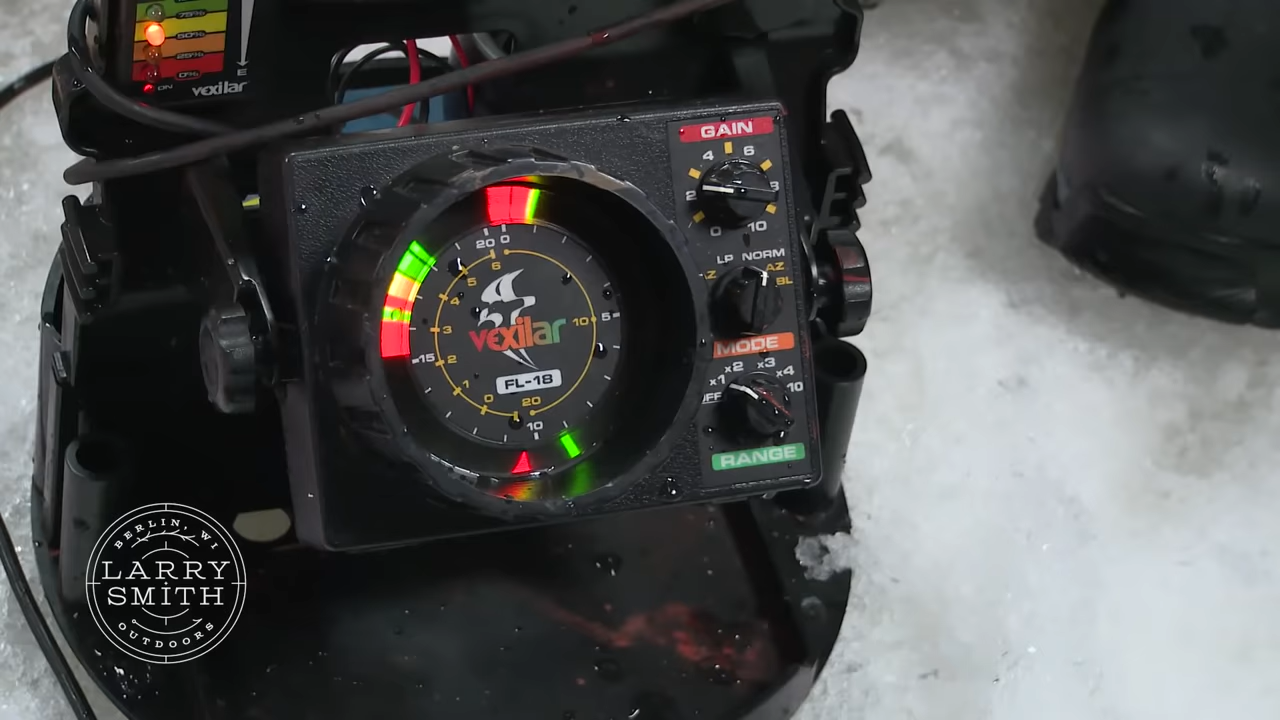 75%
50%
25%
0%
ON
E
vexilar
GAIN
4 6
2 8
0 10
LP NORM
AZ
BL
MODE
x2 x3
x1 x4
10
RANGE
20 0
6
5
4
3
15 2
1
0
20
10
10 5
vexilar
FL-18
BERLIN, WI
LARRY
SMITH
OUTDOORS